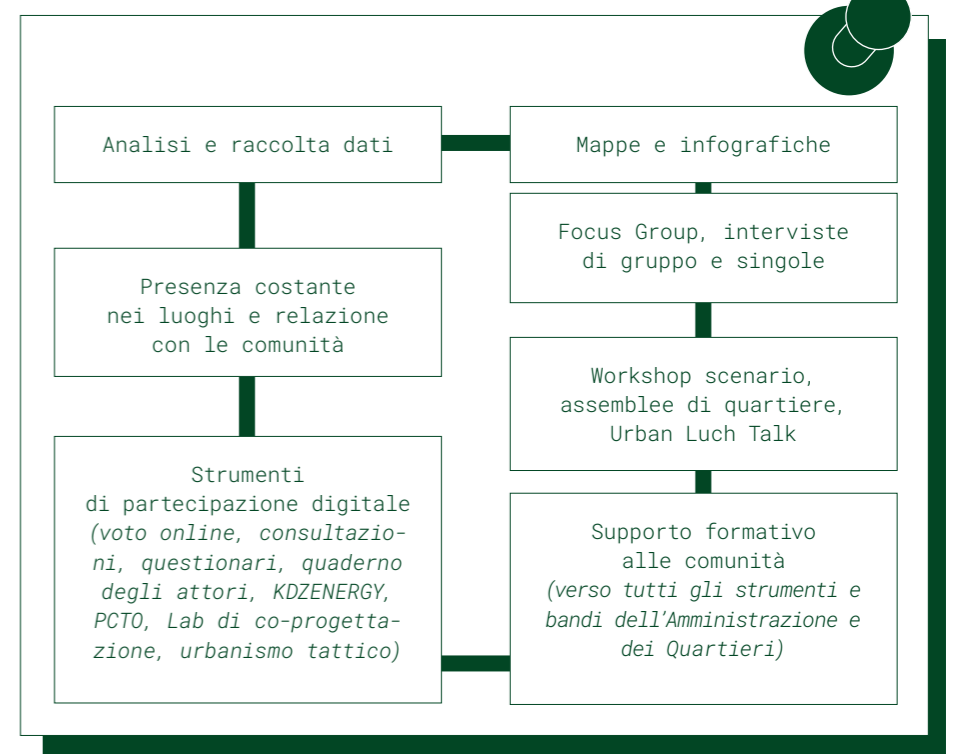 Analisi e raccolta dati
Presenza costante
nei luoghi e relazione
con le comunità
Strumenti
di partecipazione digitale
(voto online, consultazio-
ni, questionari, quaderno
degli attori, KDZENERGY,
PCTO, Lab di co-progetta-
zione, urbanismo tattico)
Mappe e infografiche
Focus Group, interviste
di gruppo e singole
Workshop scenario,
assemblee di quartiere,
Urban Luch Talk
Supporto formativo
alle comunità
(verso tutti gli strumenti e
bandi dell'Amministrazione e
dei Quartieri)